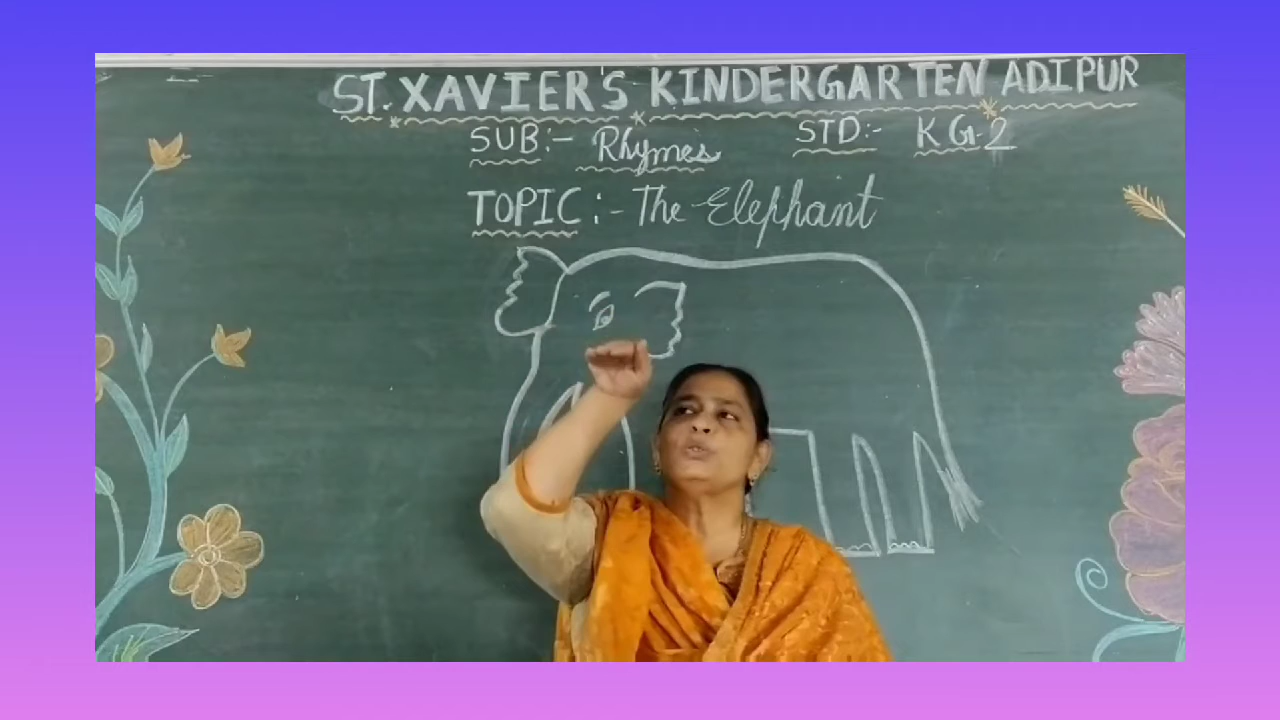 ST. XAVIER'S KINDERGARTEN ADIPUR
SUB:- Rhymes STD:- KG-2
TOPIC:- The Elephant